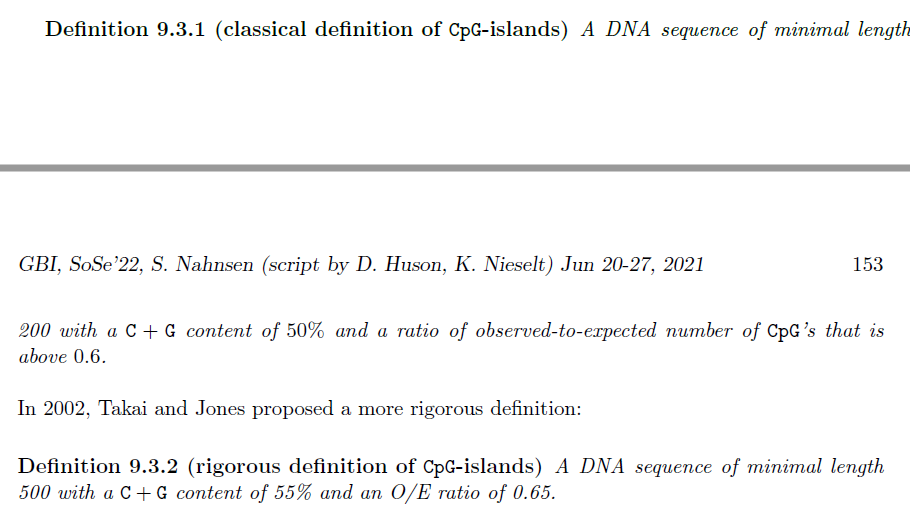 Definition 9.3.1 (classical definition of CpG-islands) A DNA sequence of minimal length
GBI, SoSe'22, S. Nahnsen (script by D. Huson, K. Nieselt) Jun 20-27, 2021 153
200 with a C + G content of 50% and a ratio of observed-to-expected number of CpG's that is
above 0.6.
In 2002, Takai and Jones proposed a more rigorous definition:
Definition 9.3.2 (rigorous definition of CpG-islands) A DNA sequence of minimal length
500 with a C + G content of 55% and an O/E ratio of 0.65.